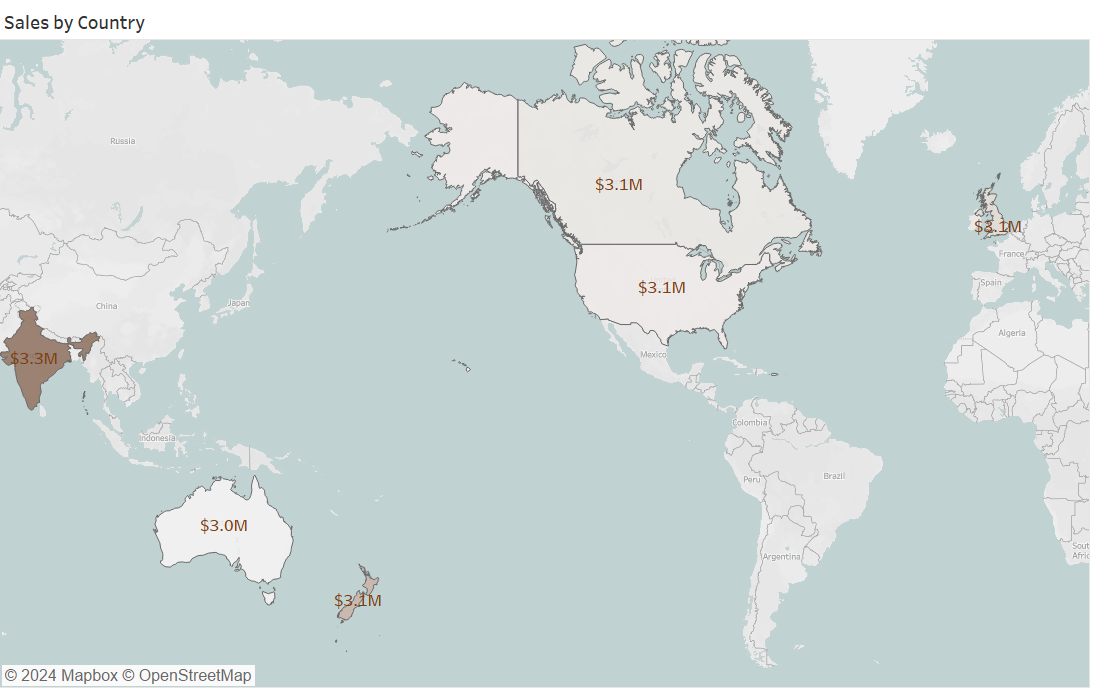 Sales by Country
Russia
$3.1M
$3.1M
France
$3.1M
Spain
China
Japan
Algeria
$3.3M
Mexico
Indonesia
Colombia
Peru
Brazil
$3.0M
Argentina
South
Afric
$3.1M
© 2024 Mapbox © OpenStreetMap